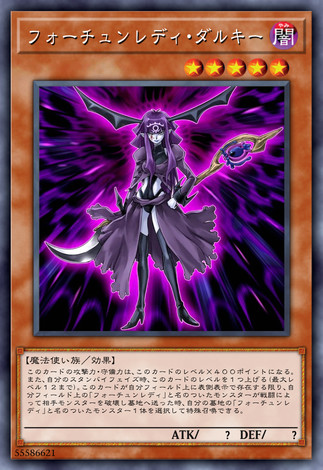 フォーチュンレディ・ダルキー 闇
やみ
【魔法使い族／効果】
このカードの攻撃力・守備力は、このカードのレベル×４００ポイントになる。
また、自分のスタンバイフェイズ時、このカードのレベルを１つ上げる（最大レ
ベル１２まで）。このカードが自分フィールド上に表側表示で存在する限り、自
分フィールド上の「フォーチュンレディ」と名のついたモンスターが戦闘によ
って相手モンスターを破壊し墓地へ送った時、自分の墓地の「フォーチュンレ
ディ」と名のついたモンスター１体を選択して特殊召喚できる。
ATK/ ? DEF/ ?
55586621